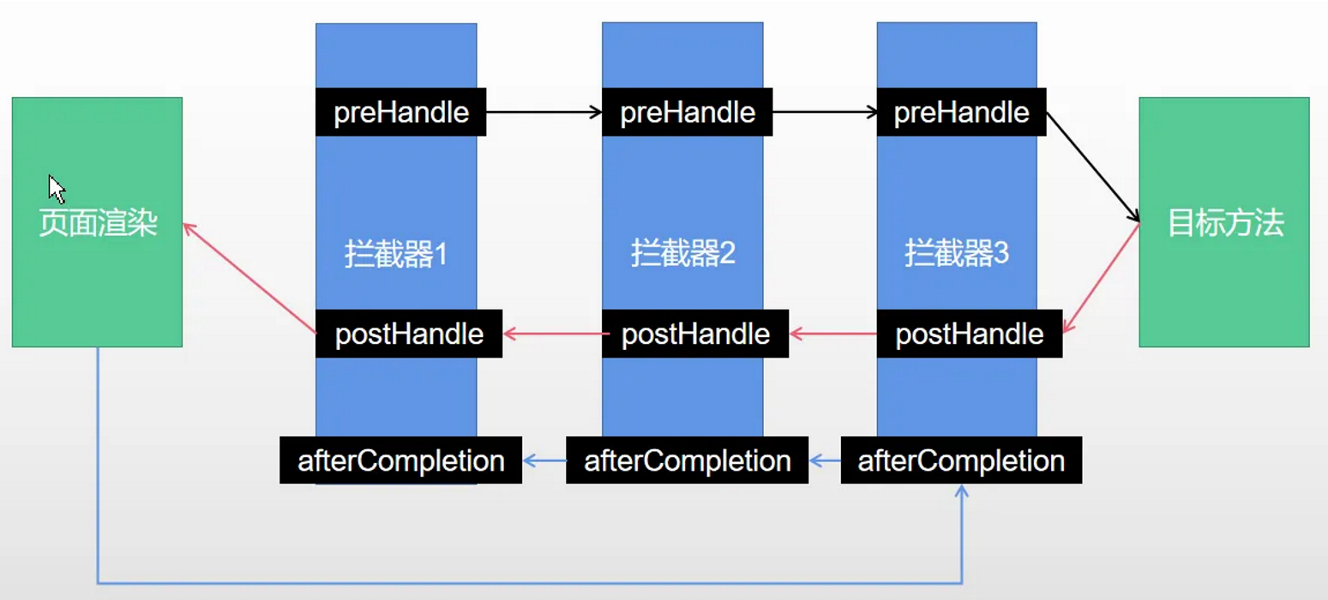 preHandle
preHandle
preHandle
页面渲染
拦截器1
拦截器2
拦截器3
目标方法
postHandle
postHandle
postHandle
afterCompletion
afterCompletion
afterCompletion